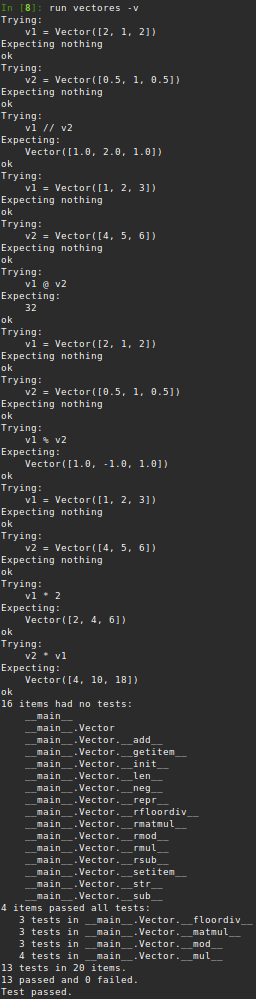 In [8]: run vectores -v
Trying:
    v1 = Vector([2, 1, 2])
Expecting nothing
ok
Trying:
    v2 = Vector([0.5, 1, 0.5])
Expecting nothing
ok
Trying:
    v1 // v2
Expecting:
    Vector([1.0, 2.0, 1.0])
ok
Trying:
    v1 = Vector([1, 2, 3])
Expecting nothing
ok
Trying:
    v2 = Vector([4, 5, 6])
Expecting nothing
ok
Trying:
    v1 @ v2
Expecting:
    32
ok
Trying:
    v1 = Vector([2, 1, 2])
Expecting nothing
ok
Trying:
    v2 = Vector([0.5, 1, 0.5])
Expecting nothing
ok
Trying:
    v1 % v2
Expecting:
    Vector([1.0, -1.0, 1.0])
ok
Trying:
    v1 = Vector([1, 2, 3])
Expecting nothing
ok
Trying:
    v2 = Vector([4, 5, 6])
Expecting nothing
ok
Trying:
    v1 * 2
Expecting:
    Vector([2, 4, 6])
ok
Trying:
    v2 * v1
Expecting:
    Vector([4, 10, 18])
ok
16 items had no tests:
    __main__
    __main__.Vector
    __main__.Vector.__add__
    __main__.Vector.__getitem__
    __main__.Vector.__init__
    __main__.Vector.__len__
    __main__.Vector.__neg__
    __main__.Vector.__repr__
    __main__.Vector.__rfloordiv__
    __main__.Vector.__rmatmul__
    __main__.Vector.__rmod__
    __main__.Vector.__rmul__
    __main__.Vector.__rsub__
    __main__.Vector.__setitem__
    __main__.Vector.__str__
    __main__.Vector.__sub__
4 items passed all tests:
   3 tests in __main__.Vector.__floordiv__
   3 tests in __main__.Vector.__matmul__
   3 tests in __main__.Vector.__mod__
   4 tests in __main__.Vector.__mul__
13 tests in 20 items.
13 passed and 0 failed.
Test passed.